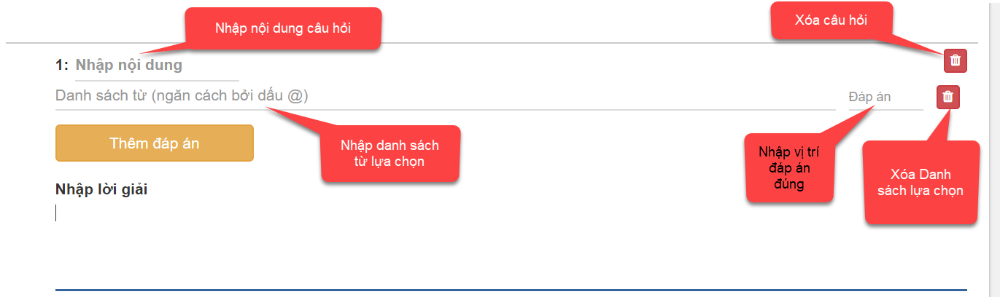 Nhập nội dung câu hỏi
Xóa câu hỏi
1: Nhập nội dung
Danh sách từ (ngăn cách bởi dấu @)
Đáp án
Thêm đáp án
Nhập danh sách
từ lựa chọn
Nhập vị trí
đáp án
đúng
Xóa Danh
sách lựa chọn
Nhập lời giải